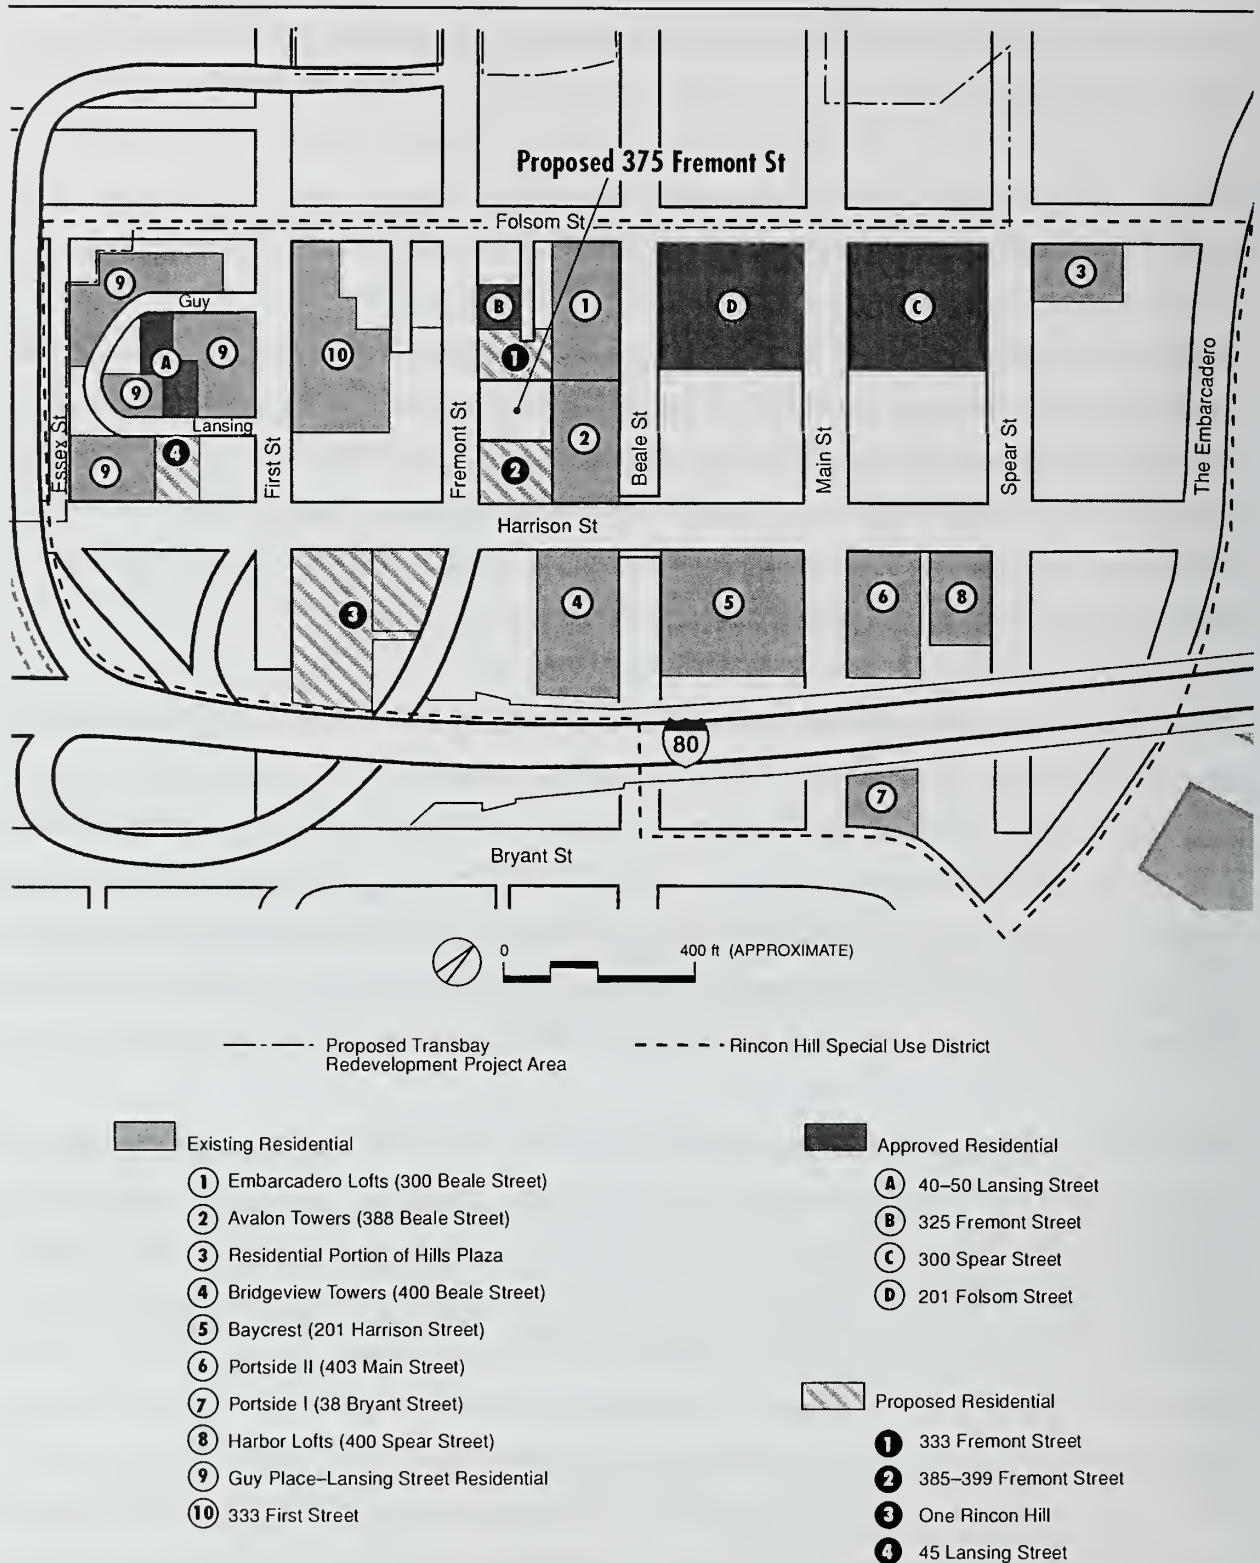 Proposed 375 Fremont St
Folsom St
9
Guy
A
9
9
Lansing
9
4
Essex St
First St
10
Fremont St
B
1
1
2
2
Beale St
D
Main St
C
Spear St
3
The Embarcadero
Harrison St
3
4
5
6
8
80
7
Bryant St
0
400 ft (APPROXIMATE)
Proposed Transbay
Redevelopment Project Area
Rincon Hill Special Use District
Existing Residential
1 Embarcadero Lofts (300 Beale Street)
2 Avalon Towers (388 Beale Street)
3 Residential Portion of Hills Plaza
4 Bridgeview Towers (400 Beale Street)
5 Baycrest (201 Harrison Street)
6 Portside II (403 Main Street)
7 Portside I (38 Bryant Street)
8 Harbor Lofts (400 Spear Street)
9 Guy Place–Lansing Street Residential
10 333 First Street
Approved Residential
A 40–50 Lansing Street
B 325 Fremont Street
C 300 Spear Street
D 201 Folsom Street
Proposed Residential
1 333 Fremont Street
2 385–399 Fremont Street
3 One Rincon Hill
4 45 Lansing Street